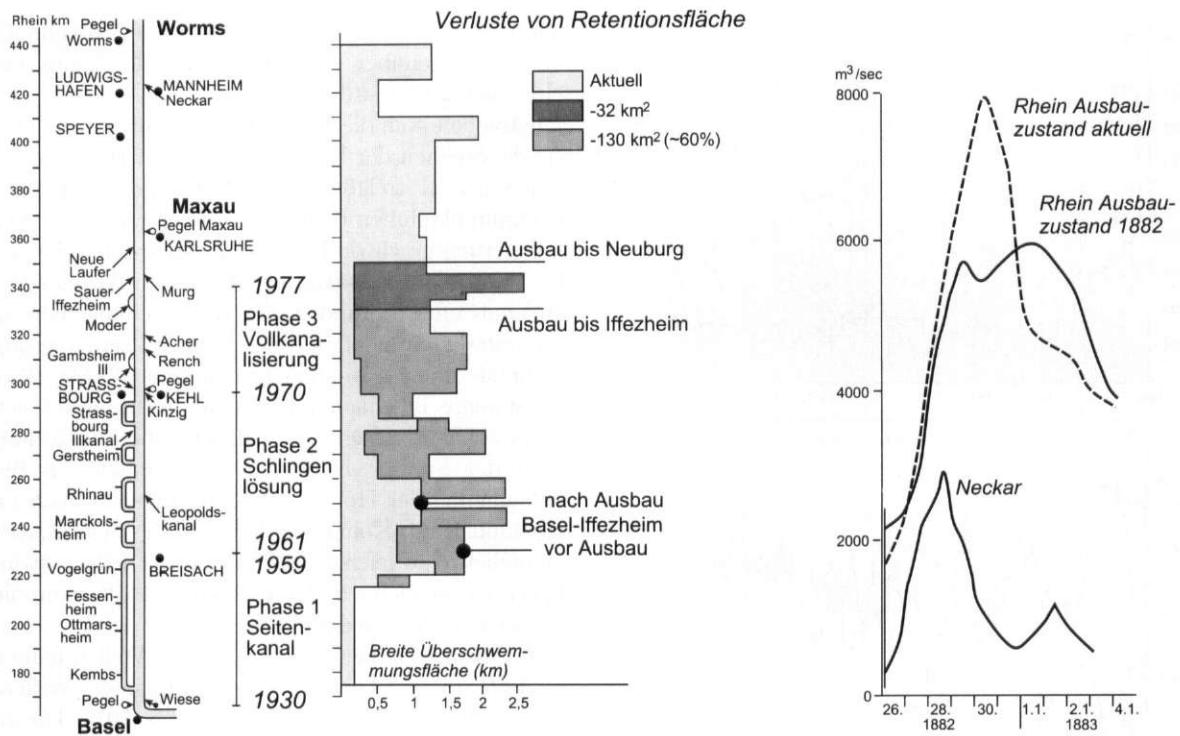 Verluste von Retentionsfläche
Rhein km
440
420
400
380
360
340
320
300
280
260
240
220
200
180
Pegel
Worms
Worms
LUDWIGS-
HAFEN
MANNHEIM
Neckar
SPEYER
Maxau
Pegel Maxau
KARLSRUHE
Neue
Laufer
Sauer
Murg
Iffezheim
Moder
Acher
Gambsheim
Rench
Ill
STRASS-
BOURG
Pegel
KEHL
Kinzig
Strass-
bourg
Illkanal
Gerstheim
Rhinau
Leopolds-
kanal
Marckols-
heim
BREISACH
Vogelgrün
Fessen-
heim
Ottmars-
heim
Kembs
Pegel
Wiese
Basel
1977
Phase 3
Vollkana-
lisierung
1970
Phase 2
Schlingen
lösung
1961
1959
Phase 1
Seiten-
kanal
1930
Aktuell
-32 km²
-130 km² (~60%)
Ausbau bis Neuburg
Ausbau bis Iffezheim
nach Ausbau
Basel-Iffezheim
vor Ausbau
Breite Überschwem-
mungsfläche (km)
0,5
1
1,5
2
2,5
m³/sec
8000
6000
4000
2000
0
Rhein Ausbau-
zustand aktuell
Rhein Ausbau-
zustand 1882
Neckar
26.
28.
30.
1.1.
2.1.
4.1.
1882
1883